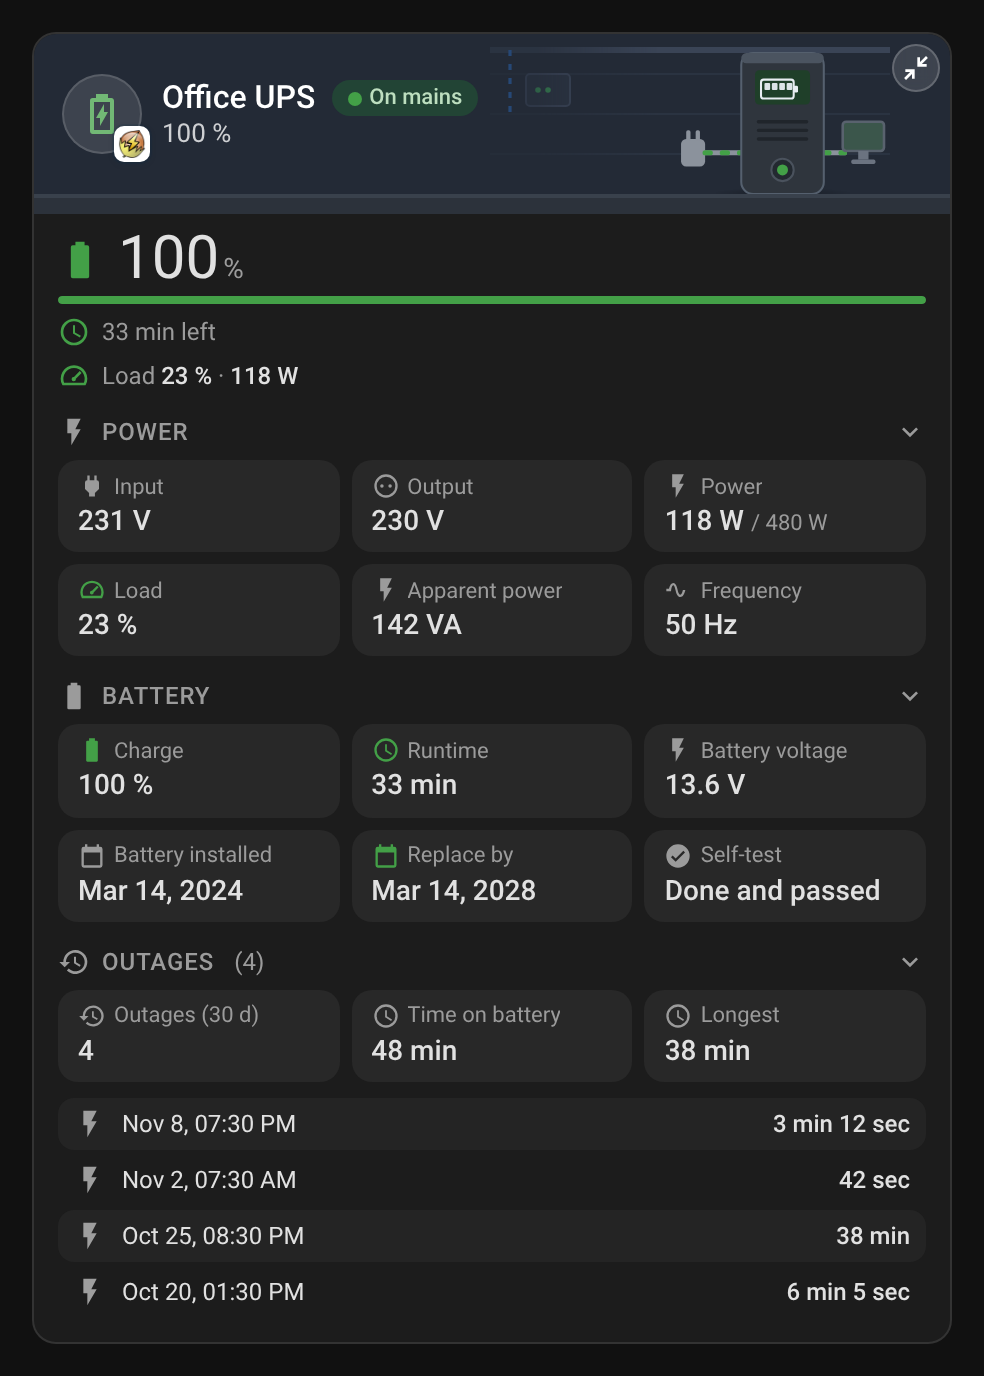 Office UPS
On mains
100 %
100 %
33 min left
Load 23 % · 118 W
POWER
Input
Output
Power
231 V
230 V
118 W / 480 W
Load
Apparent power
Frequency
23 %
142 VA
50 Hz
BATTERY
Charge
Runtime
Battery voltage
100 %
33 min
13.6 V
Battery installed
Replace by
Self-test
Mar 14, 2024
Mar 14, 2028
Done and passed
OUTAGES (4)
Outages (30 d)
Time on battery
Longest
4
48 min
38 min
Nov 8, 07:30 PM
3 min 12 sec
Nov 2, 07:30 AM
42 sec
Oct 25, 08:30 PM
38 min
Oct 20, 01:30 PM
6 min 5 sec